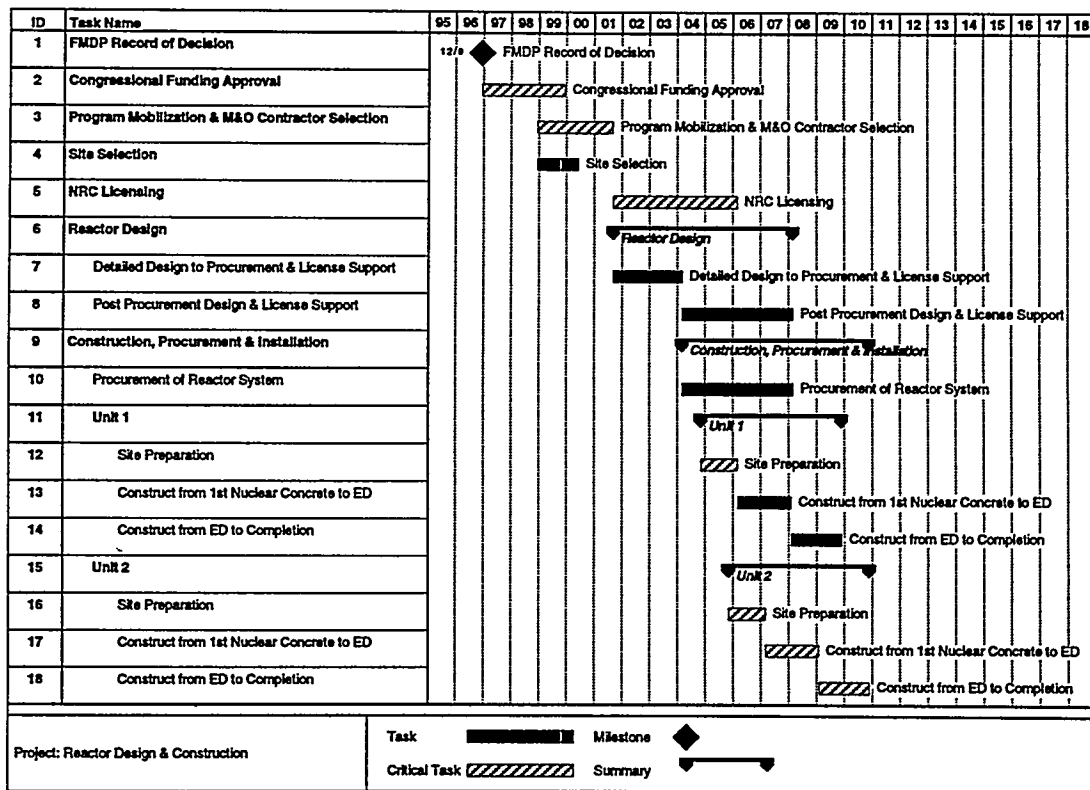 ID Task Name 95 96 97 98 99 00 01 02 03 04 05 06 07 08 09 10 11 12 13 14 15 16 17 18
1 FMDP Record of Decision 12/9 FMDP Record of Decision
2 Congressional Funding Approval Congressional Funding Approval
3 Program Mobilization & M&O Contractor Selection Program Mobilization & M&O Contractor Selection
4 Site Selection Site Selection
5 NRC Licensing NRC Licensing
6 Reactor Design Reactor Design
7 Detailed Design to Procurement & License Support Detailed Design to Procurement & License Support
8 Post Procurement Design & License Support Post Procurement Design & License Support
9 Construction, Procurement & Installation Construction, Procurement & Installation
10 Procurement of Reactor System Procurement of Reactor System
11 Unit 1 Unit 1
12 Site Preparation Site Preparation
13 Construct from 1st Nuclear Concrete to ED Construct from 1st Nuclear Concrete to ED
14 Construct from ED to Completion Construct from ED to Completion
15 Unit 2 Unit 2
16 Site Preparation Site Preparation
17 Construct from 1st Nuclear Concrete to ED Construct from 1st Nuclear Concrete to ED
18 Construct from ED to Completion Construct from ED to Completion
Project: Reactor Design & Construction
Task Milestone
Critical Task Summary